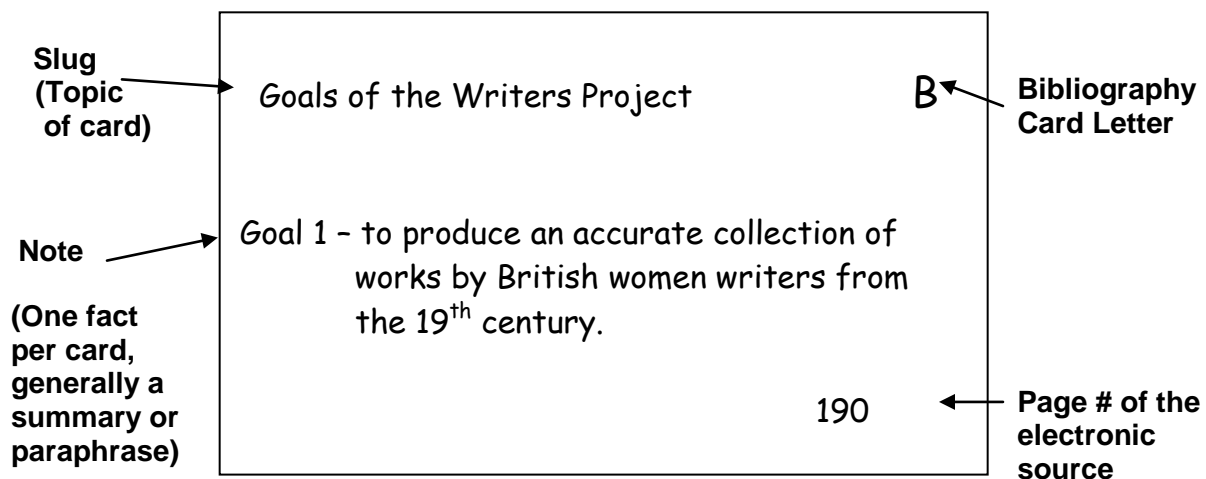 Slug
(Topic
of card)
Goals of the Writers Project
B
Bibliography
Card Letter
Note
(One fact
per card,
generally a
summary or
paraphrase)
Goal 1 – to produce an accurate collection of
works by British women writers from
the 19th century.
190
Page # of the
electronic
source